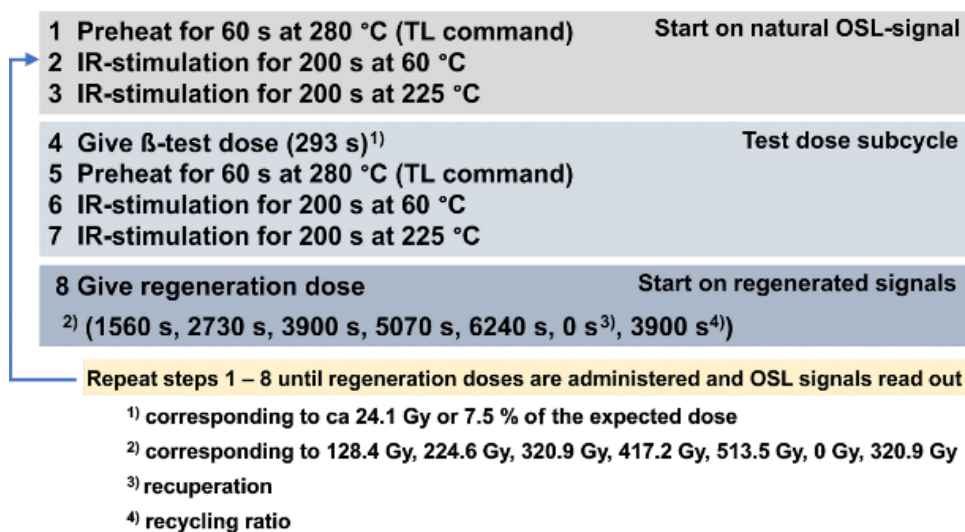 1 Preheat for 60 s at 280 °C (TL command) Start on natural OSL-signal
2 IR-stimulation for 200 s at 60 °C
3 IR-stimulation for 200 s at 225 °C
4 Give ß-test dose (293 s)1) Test dose subcycle
5 Preheat for 60 s at 280 °C (TL command)
6 IR-stimulation for 200 s at 60 °C
7 IR-stimulation for 200 s at 225 °C
8 Give regeneration dose Start on regenerated signals
2) (1560 s, 2730 s, 3900 s, 5070 s, 6240 s, 0 s3), 3900 s4))
Repeat steps 1 – 8 until regeneration doses are administered and OSL signals read out
1) corresponding to ca 24.1 Gy or 7.5 % of the expected dose
2) corresponding to 128.4 Gy, 224.6 Gy, 320.9 Gy, 417.2 Gy, 513.5 Gy, 0 Gy, 320.9 Gy
3) recuperation
4) recycling ratio